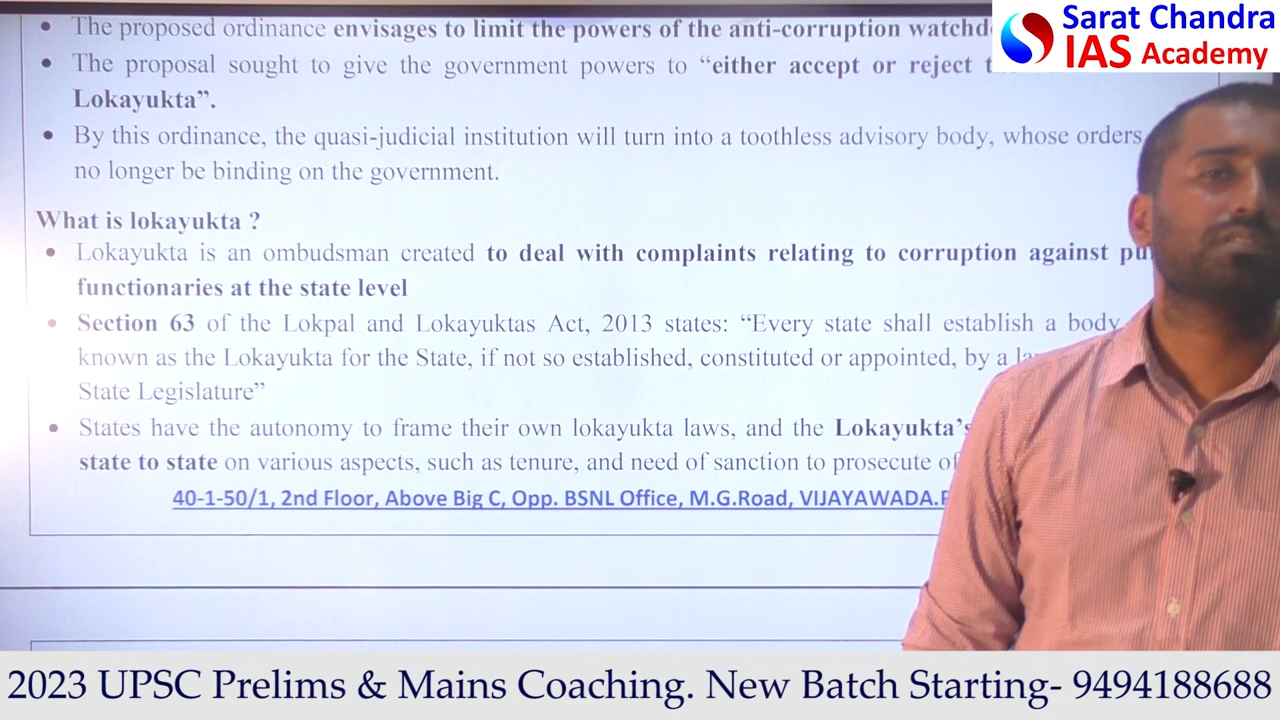 • The proposed ordinance envisages to limit the powers of the anti-corruption
Sarat Chandra
IAS Academy
• The proposal sought to give the government powers to “either accept or reject
Lokayukta”.
• By this ordinance, the quasi-judicial institution will turn into a toothless advisory body, whose orders
no longer be binding on the government.
What is lokayukta ?
• Lokayukta is an ombudsman created to deal with complaints relating to corruption against
functionaries at the state level
• Section 63 of the Lokpal and Lokayuktas Act, 2013 states: “Every state shall establish a body
known as the Lokayukta for the State, if not so established, constituted or appointed, by a
State Legislature”
• States have the autonomy to frame their own lokayukta laws, and the Lokayukta’s
state to state on various aspects, such as tenure, and need of sanction to prosecute
40-1-50/1, 2nd Floor, Above Big C, Opp. BSNL Office, M.G.Road, VIJAYAWADA.
2023 UPSC Prelims & Mains Coaching. New Batch Starting- 9494188688